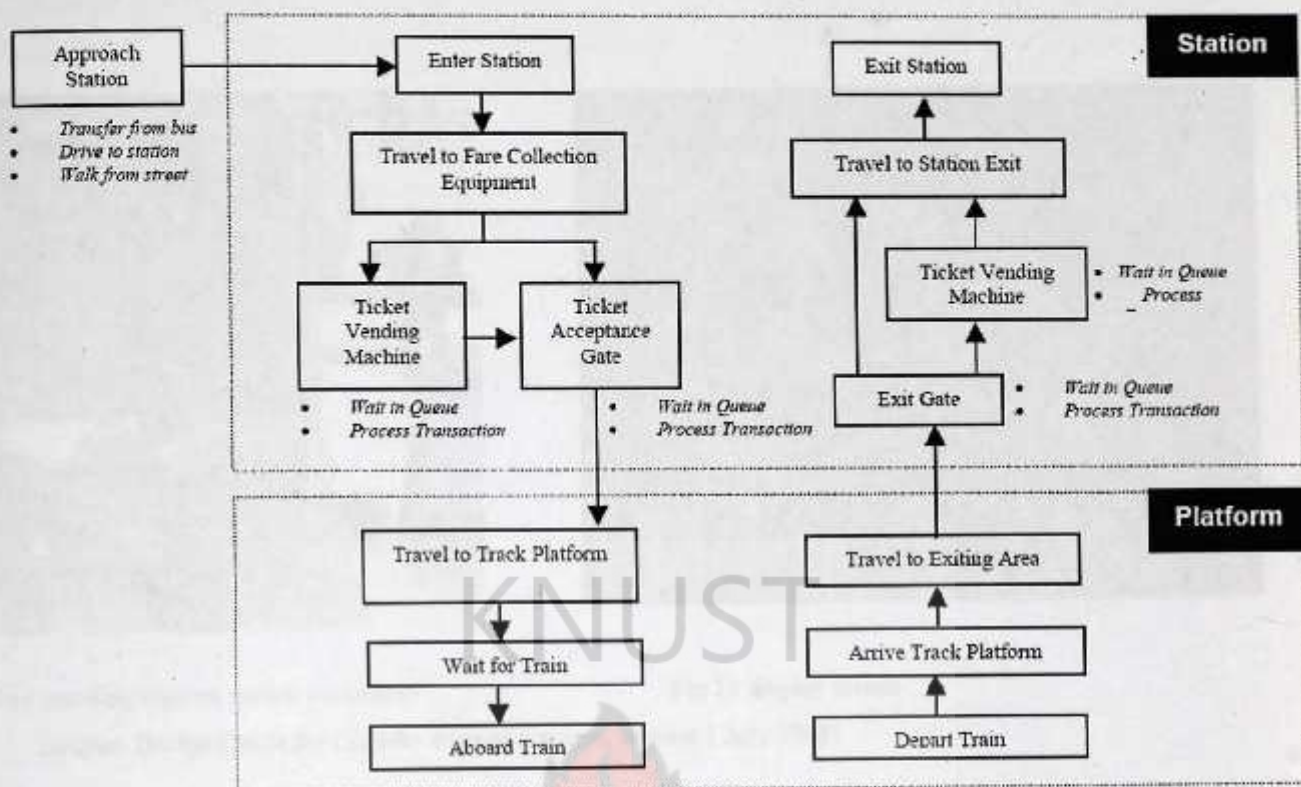 Station
Approach
Station
• Transfer from bus
• Drive to station
• Walk from street
Enter Station
Travel to Fare Collection
Equipment
Ticket
Vending
Machine
• Wait in Queue
• Process Transaction
Ticket
Acceptance
Gate
• Wait in Queue
• Process Transaction
Exit Station
Travel to Station Exit
Ticket Vending
Machine
• Wait in Queue
• Process
Exit Gate
• Wait in Queue
• Process Transaction
Platform
Travel to Track Platform
Wait for Train
Aboard Train
Travel to Exiting Area
Arrive Track Platform
Depart Train
KNUST